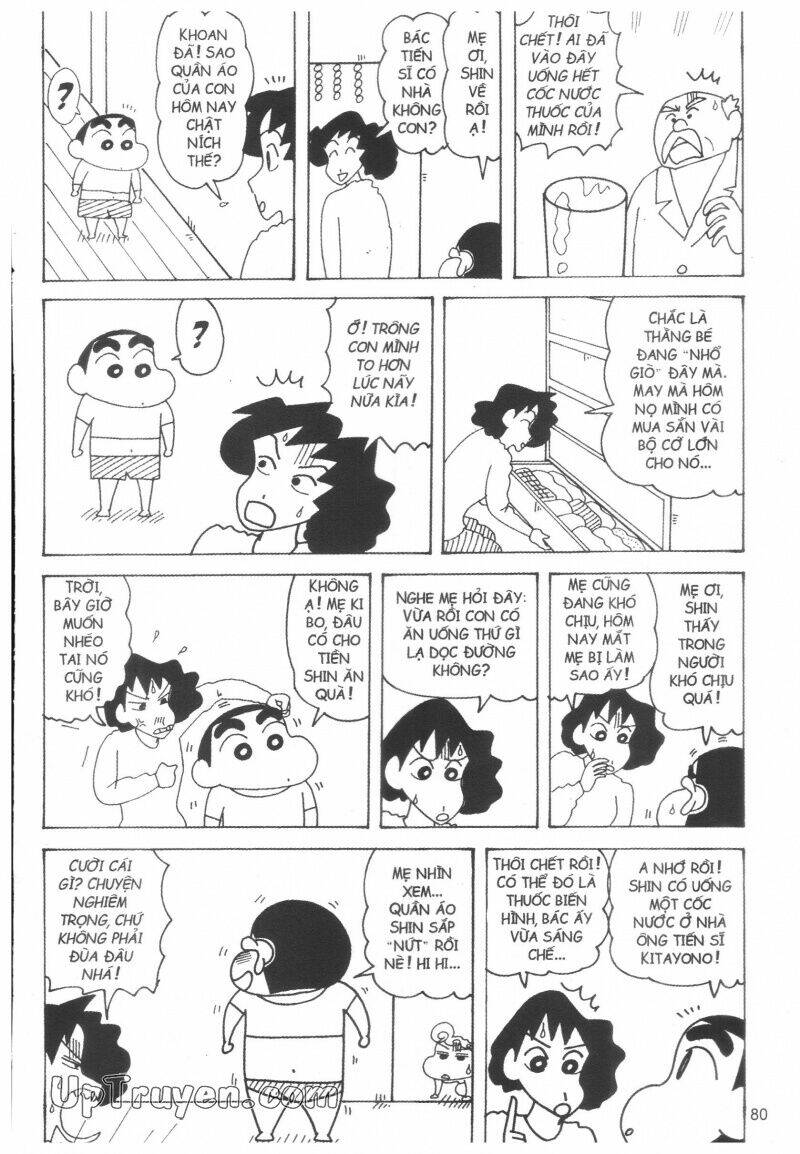 THÔI
CHẾT! AI ĐÃ
VÀO ĐÂY
UỐNG HẾT
CỐC NƯỚC
THUỐC CỦA
MÌNH RỒI!
MẸ
ƠI,
SHIN
VỀ
RỒI
Ạ!
BÁC
TIẾN
SĨ CÓ
NHÀ
KHÔNG
CON?
KHOAN
ĐÃ! SAO
QUẦN ÁO
CỦA CON
HÔM NAY
CHẬT
NÍCH
THẾ?
?
CHẮC LÀ
THẰNG BÉ
ĐANG "NHỔ
GIÒ" ĐÂY MÀ.
MAY MÀ HÔM
NỌ MÌNH CÓ
MUA SẴN VÀI
BỘ CỠ LỚN
CHO NÓ...
Ớ! TRÔNG
CON MÌNH
TO HƠN
LÚC NÃY
NỮA KÌA!
?
MẸ ƠI,
SHIN
THẤY
TRONG
NGƯỜI
KHÓ CHỊU
QUÁ!
MẸ CŨNG
ĐANG KHÓ
CHỊU, HÔM
NAY MẮT
MẸ BỊ LÀM
SAO ẤY!
NGHE MẸ HỎI ĐÂY:
VỪA RỒI CON CÓ
ĂN UỐNG THỨ GÌ
LẠ DỌC ĐƯỜNG
KHÔNG?
KHÔNG
Ạ! MẸ KI
BO, ĐÂU
CÓ CHO
TIỀN
SHIN ĂN
QUÀ!
TRỜI,
BÂY GIỜ
MUỐN
NHÉO
TAI NÓ
CŨNG
KHÓ!
A NHỚ RỒI!
SHIN CÓ UỐNG
MỘT CỐC
NƯỚC Ở NHÀ
ÔNG TIẾN SĨ
KITAYONO!
THÔI CHẾT RỒI!
CÓ THỂ ĐÓ LÀ
THUỐC BIẾN
HÌNH, BÁC ẤY
VỪA SÁNG
CHẾ...
MẸ NHÌN
XEM...
QUẦN ÁO
SHIN SẮP
"NỨT" RỒI
NÈ! HI HI...
CƯỜI CÁI
GÌ? CHUYỆN
NGHIÊM
TRỌNG, CHỨ
KHÔNG PHẢI
ĐÙA ĐÂU
NHÁ!
UpTruyen.com
80